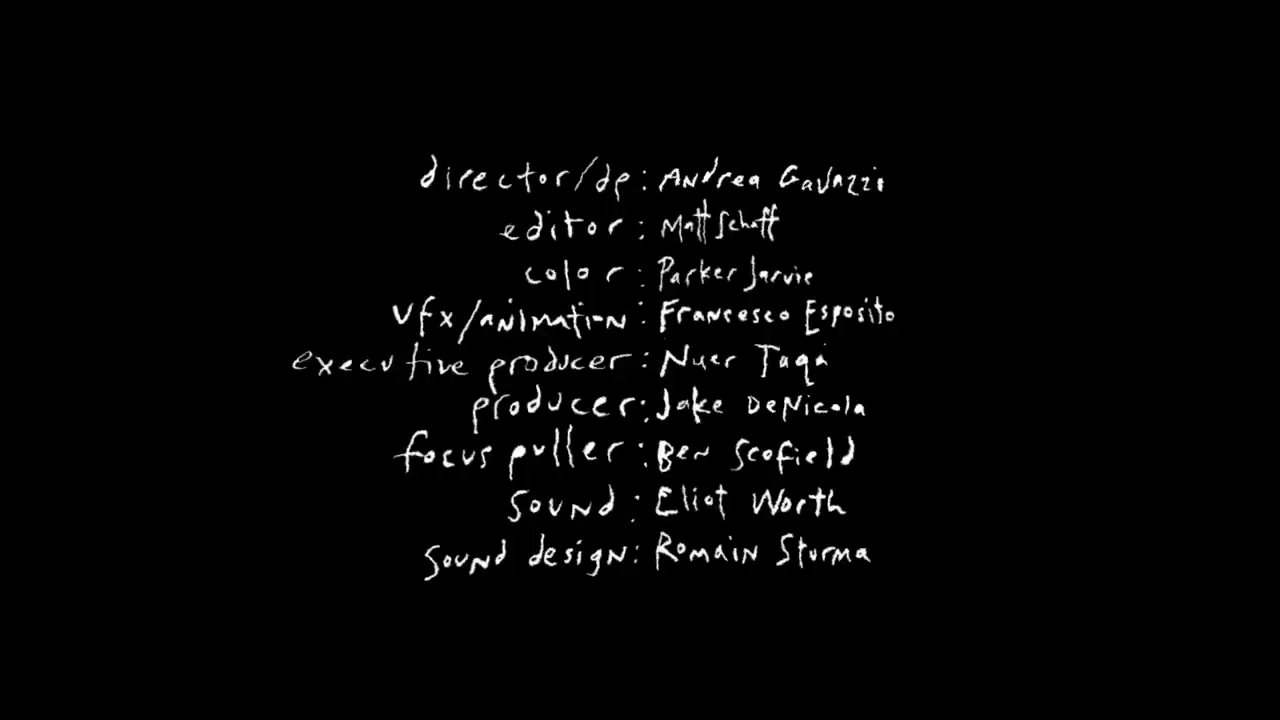 director/dp: Andrea Gavazzi
editor: Matt Schaff
color: Parker Jarvie
vfx/animation: Francesco Esposito
executive producer: Nuer Taqa
producer: Jake DeNicola
focus puller: Ben Scofield
sound: Eliot Worth
sound design: Romain Sturma